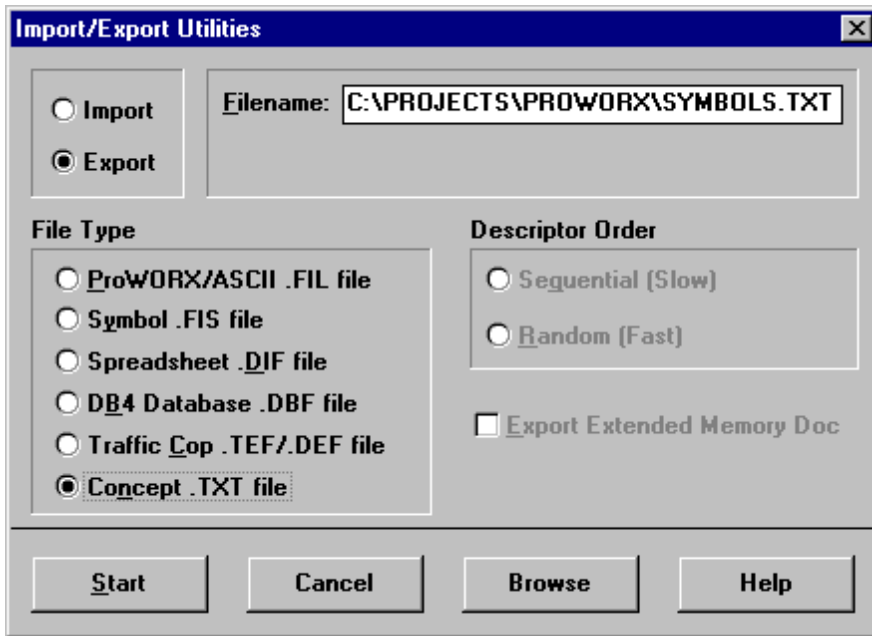 Import/Export Utilities
Import
Export
Filename: C:\PROJECTS\PROWORX\SYMBOLS.TXT
File Type
ProWORX/ASCII .FIL file
Symbol .FIS file
Spreadsheet .DIF file
DB4 Database .DBF file
Traffic Cop .TEF/.DEF file
Concept .TXT file
Descriptor Order
Sequential (Slow)
Random (Fast)
Export Extended Memory Doc
Start Cancel Browse Help